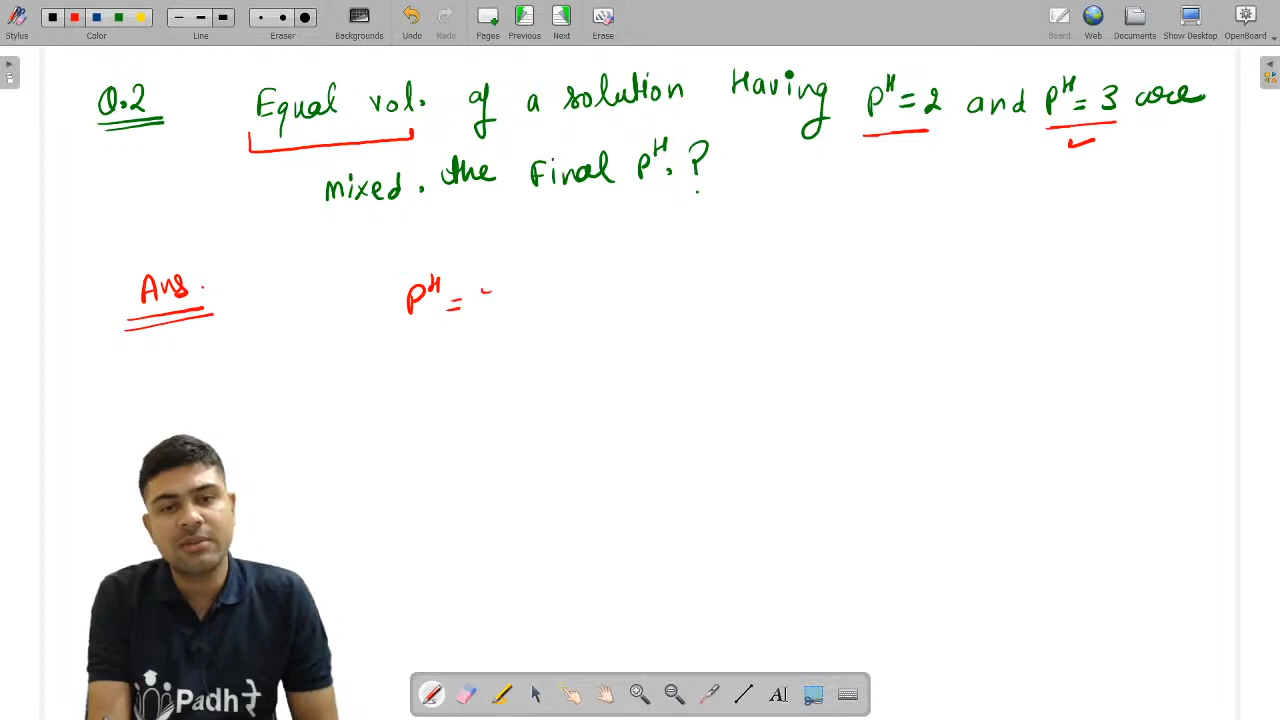 Stylus
Color
Line
Eraser
Backgrounds
Undo
Redo
Pages
Previous
Next
Erase
Board
Web
Documents
Show Desktop
OpenBoard
Q.2 Equal vol. of a solution Having pH = 2 and pH = 3 are
mixed. the Final pH. ?
Ans. pH =
Padhरे